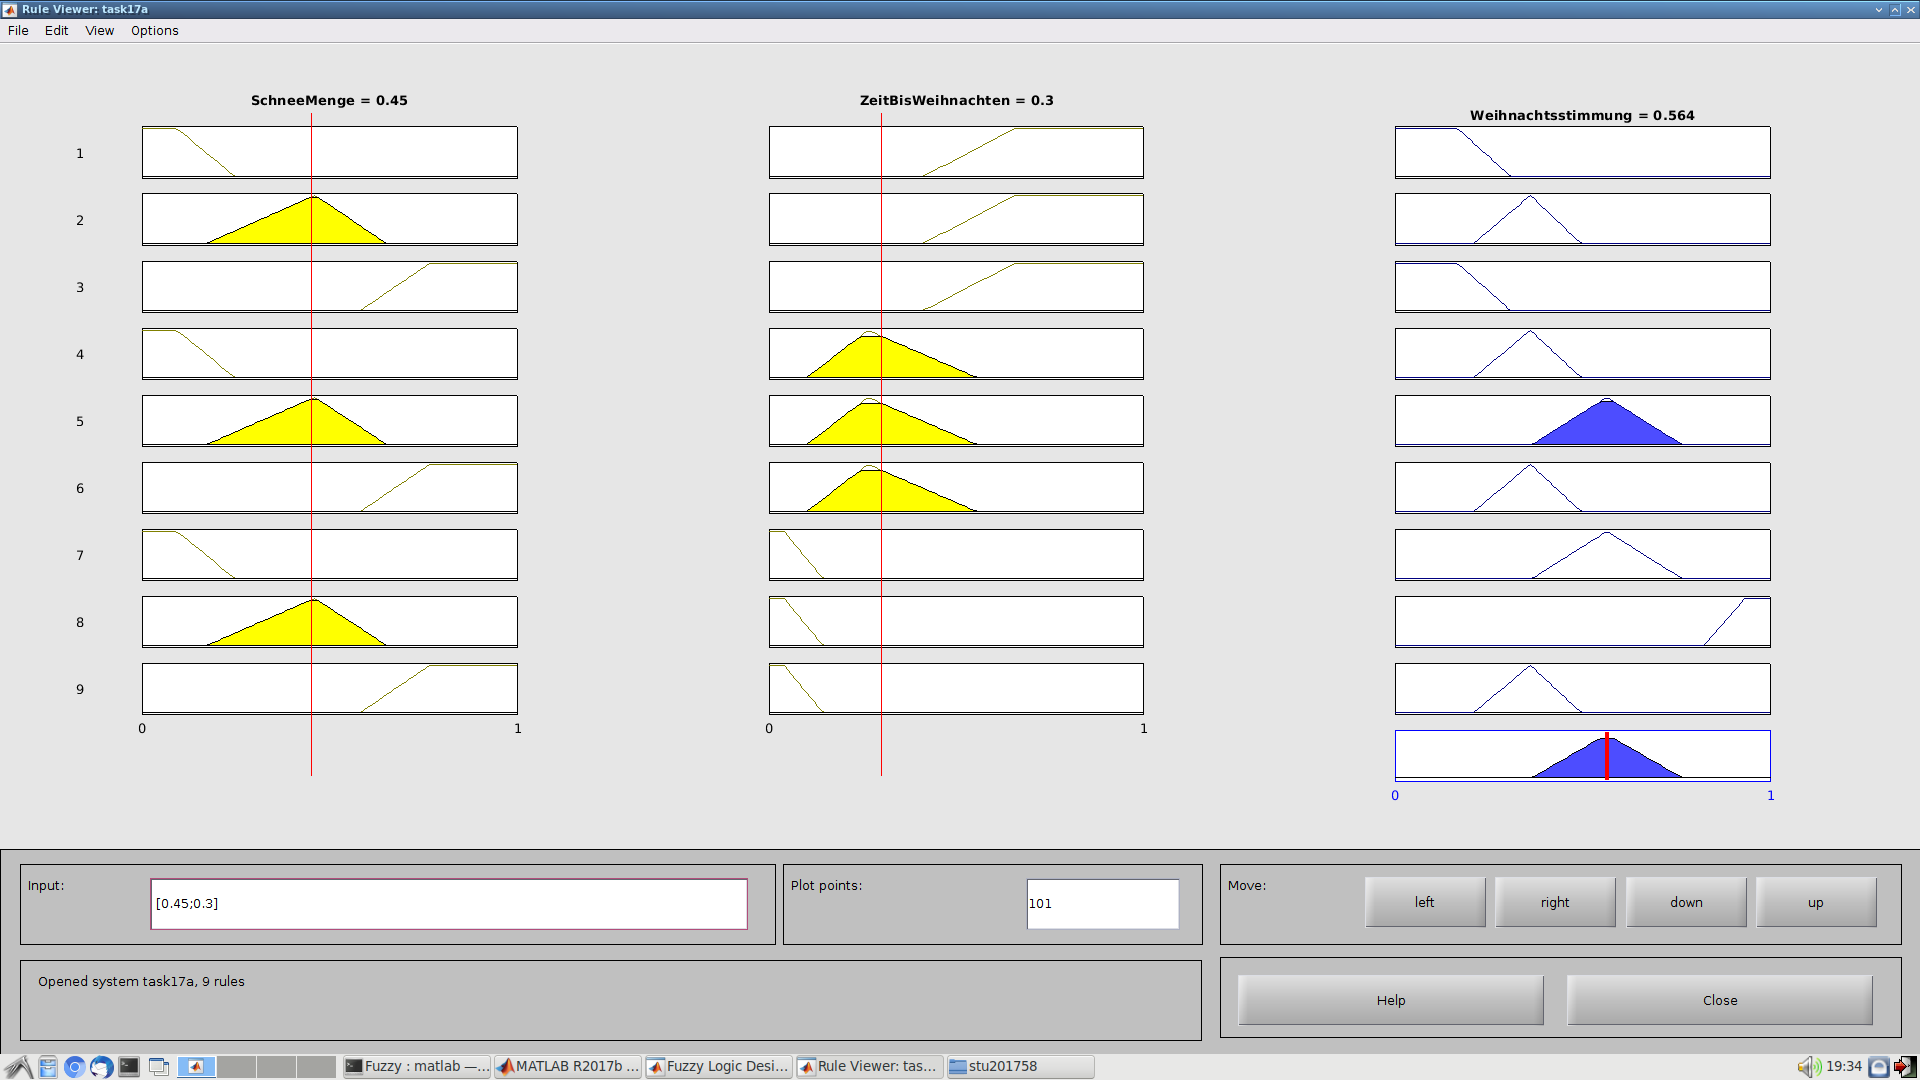 Rule Viewer: task17a
File Edit View Options
SchneeMenge = 0.45
ZeitBisWeihnachten = 0.3
Weihnachtsstimmung = 0.564
1
2
3
4
5
6
7
8
9
0 1
0 1
0 1
Input:
[0.45;0.3]
Plot points:
101
Move:
left
right
down
up
Opened system task17a, 9 rules
Help
Close
Fuzzy : matlab —...
MATLAB R2017b ...
Fuzzy Logic Desi...
Rule Viewer: tas...
stu201758
19:34